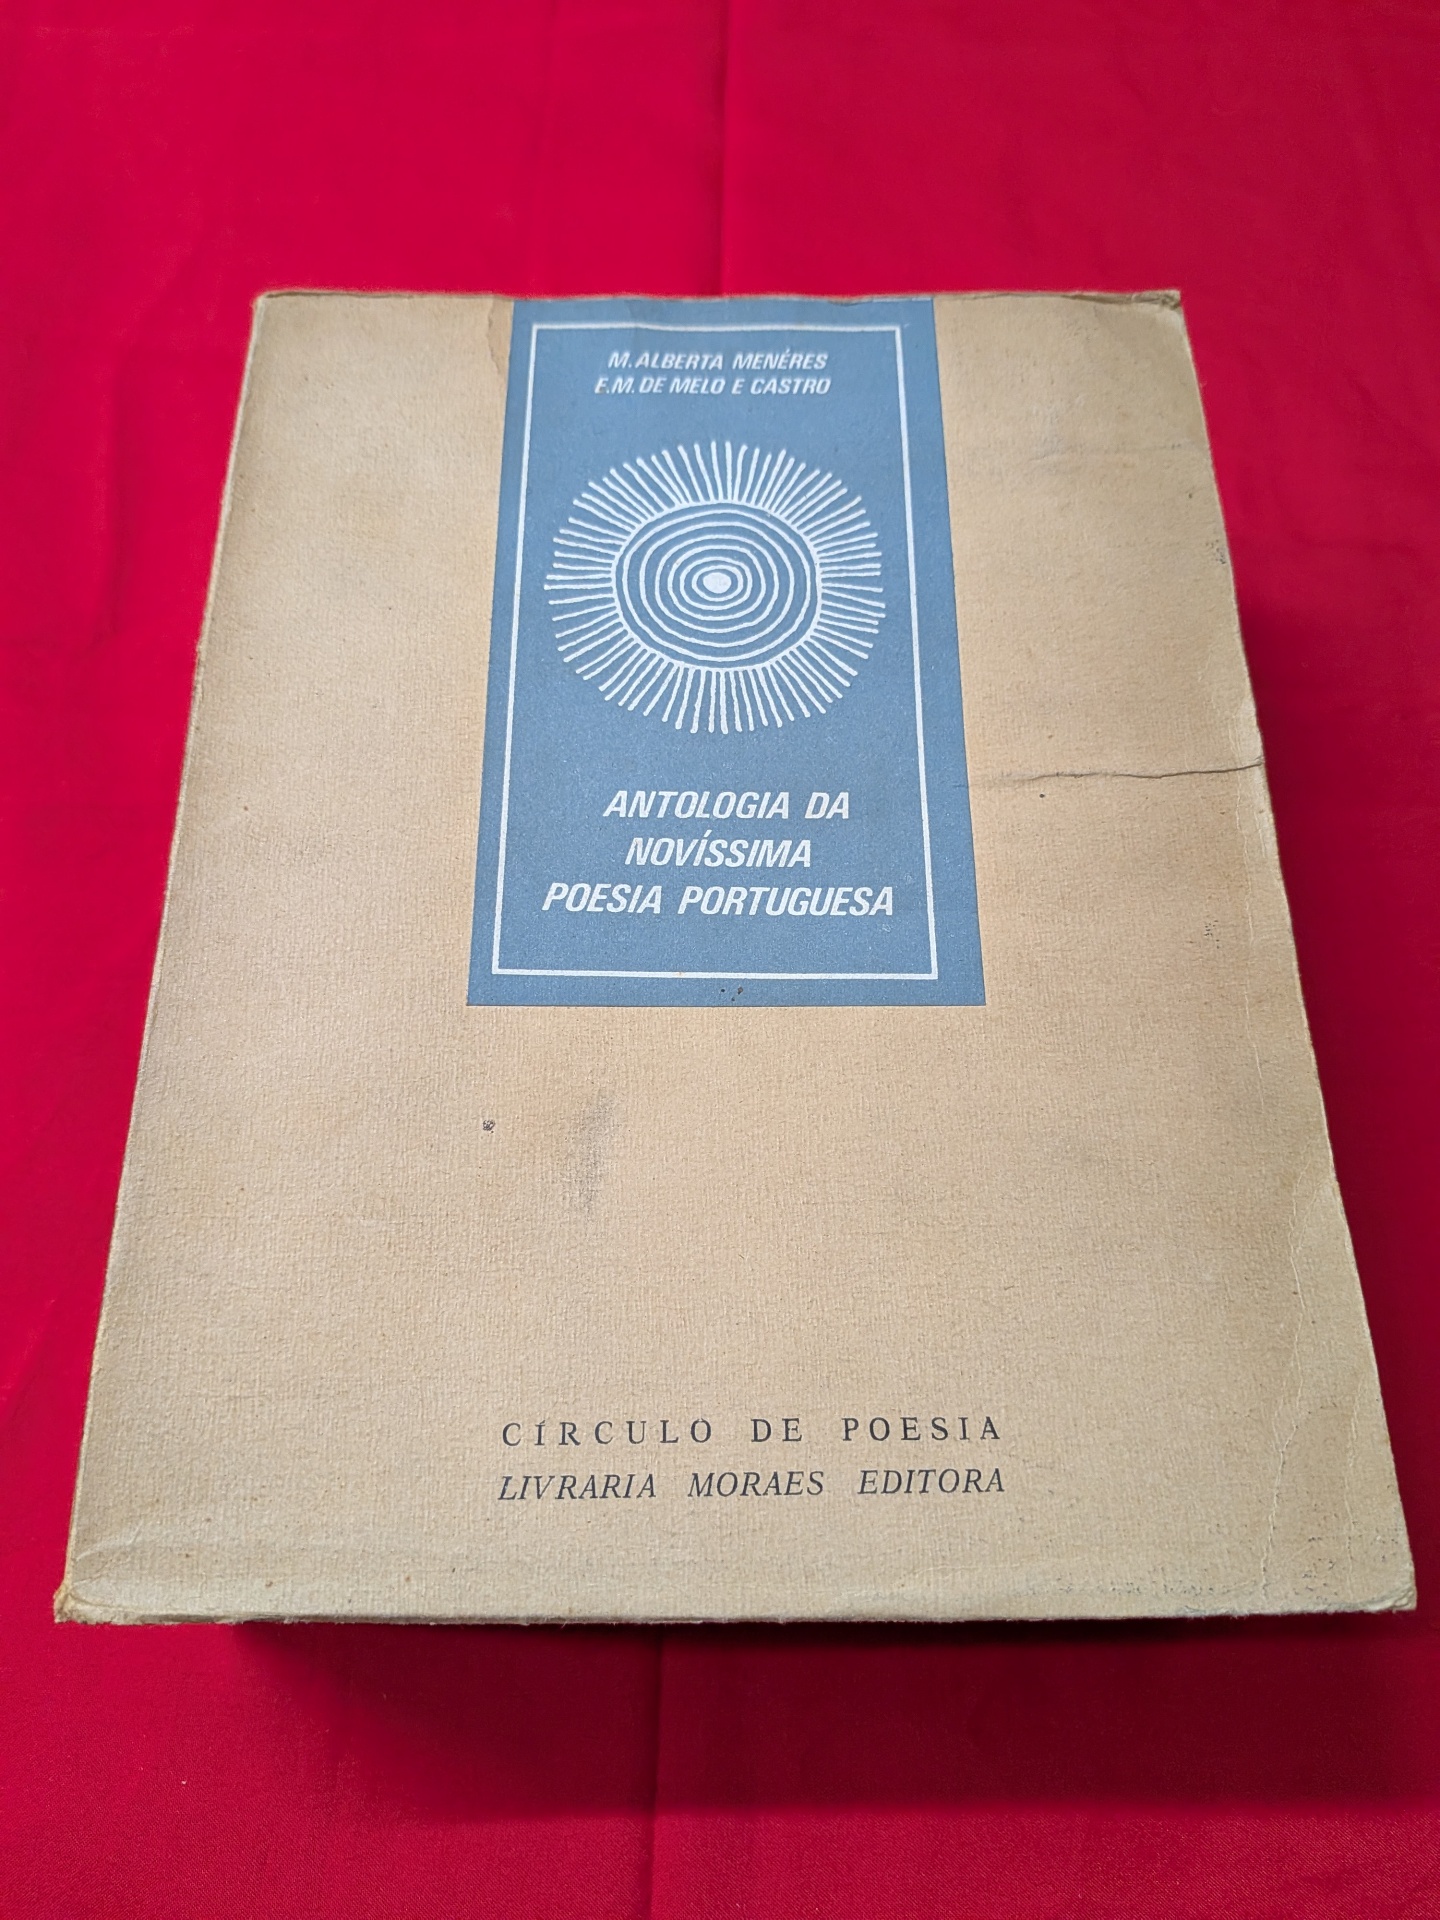 M. ALBERTA MENÉRES
E.M. DE MELO E CASTRO
ANTOLOGIA DA
NOVÍSSIMA
POESIA PORTUGUESA
CÍRCULO DE POESIA
LIVRARIA MORAES EDITORA